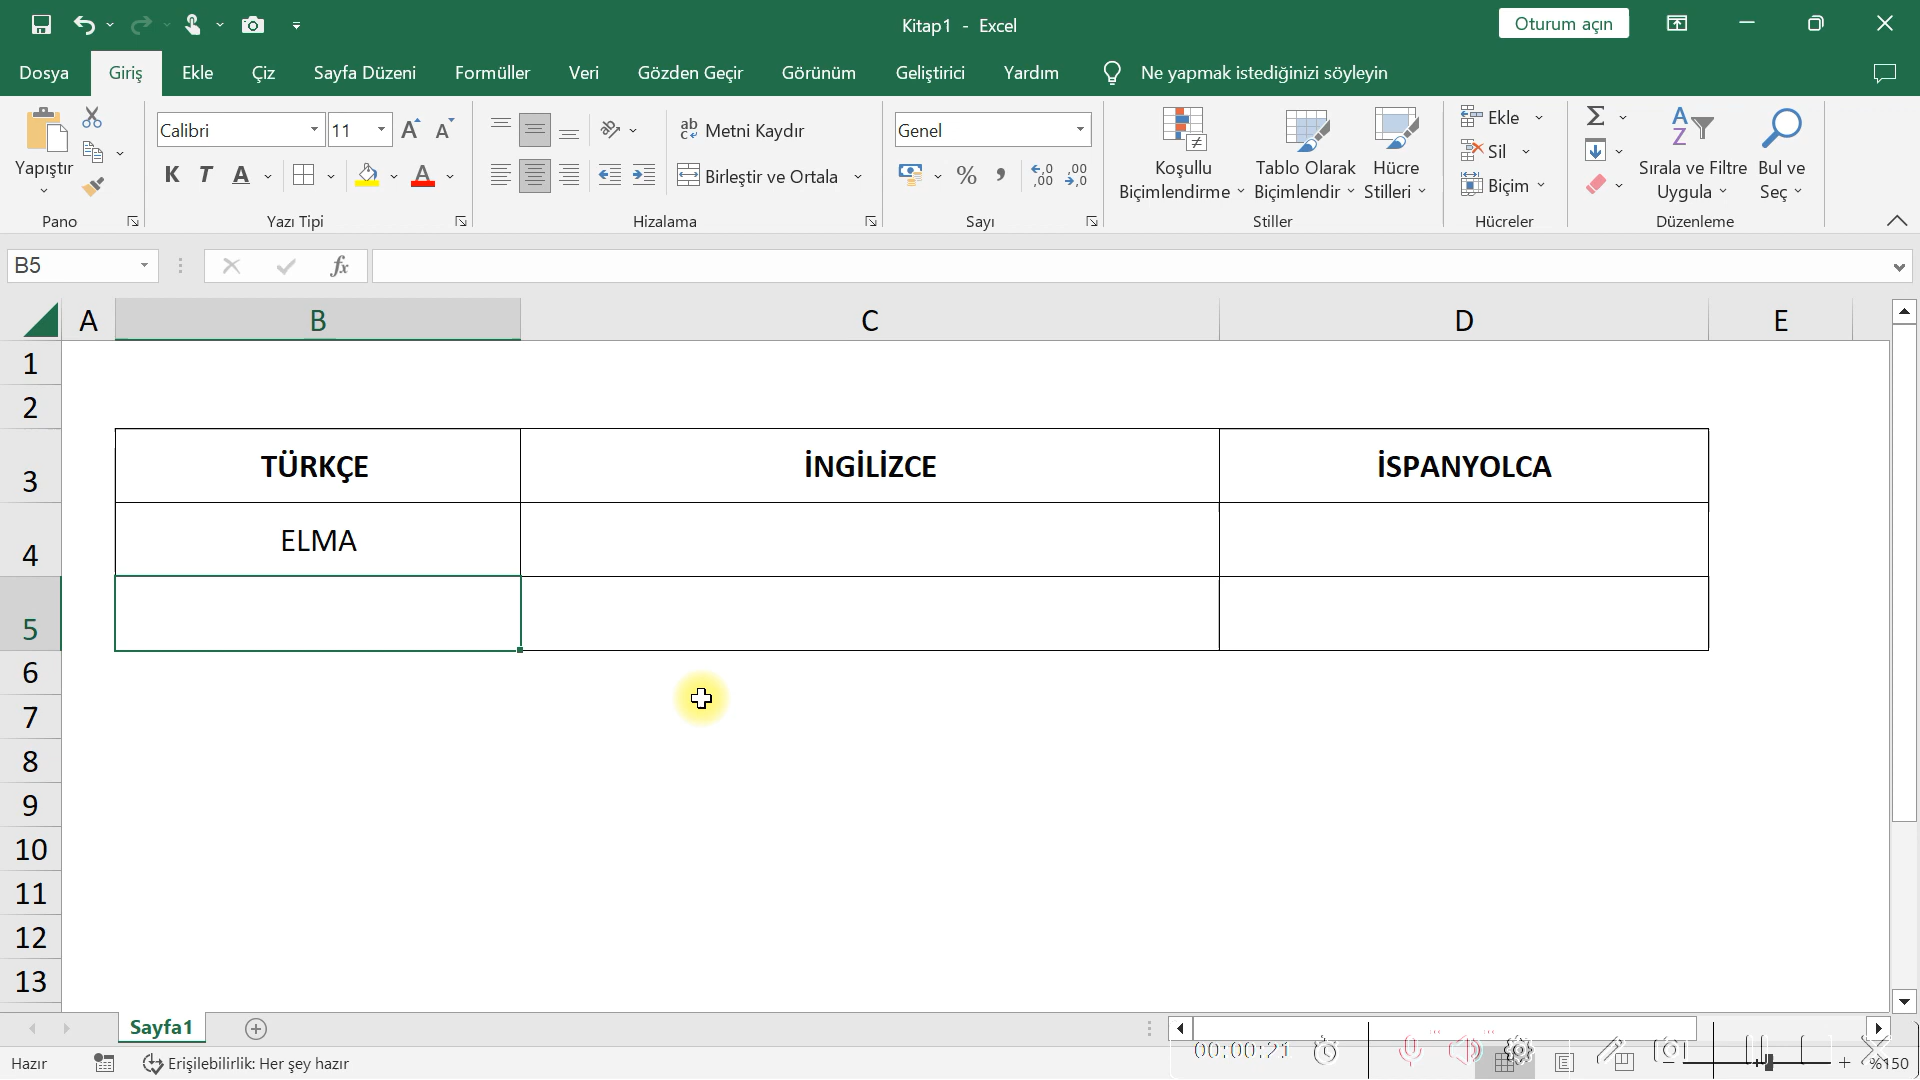 Kitap1 - Excel
Oturum açın
Dosya Giriş Ekle Çiz Sayfa Düzeni Formüller Veri Gözden Geçir Görünüm Geliştirici Yardım Ne yapmak istediğinizi söyleyin
Yapıştır
Pano
Calibri 11
K T A A
Yazı Tipi
Metni Kaydır
Birleştir ve Ortala
Hizalama
Genel
%
Sayı
Koşullu Biçimlendirme
Tablo Olarak Biçimlendir
Hücre Stilleri
Stiller
Ekle
Sil
Biçim
Hücreler
Sırala ve Filtre Uygula
Bul ve Seç
Düzenleme
B5
fx
A B C D E
1
2
3 TÜRKÇE İNGİLİZCE İSPANYOLCA
4 ELMA
5
6
7
8
9
10
11
12
13
Sayfa1
Hazır
Erişilebilirlik: Her şey hazır
00:00:21
%150